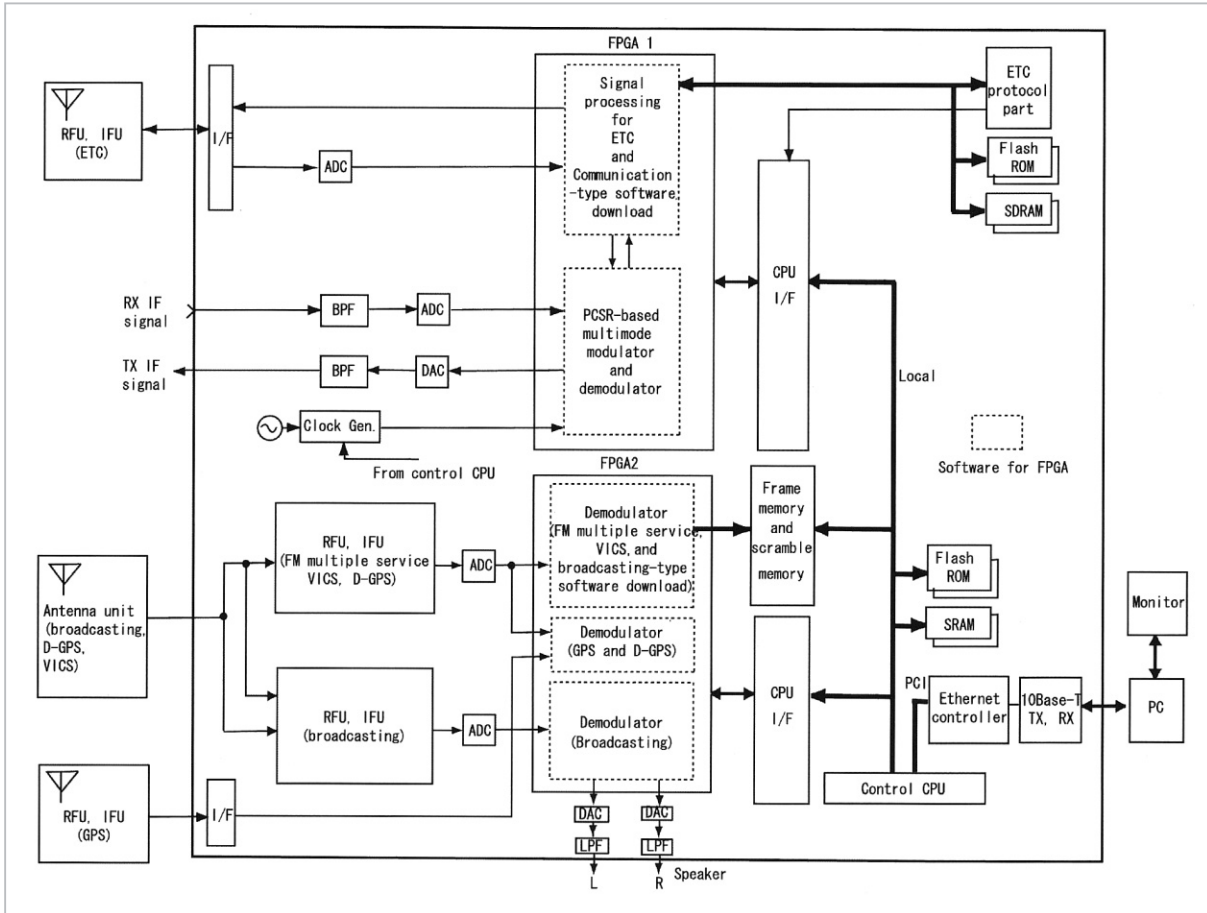 FPGA 1
Signal
processing
for
ETC
and
Communication
-type software
download
ETC
protocol
part
RFU, IFU
(ETC)
I/F
ADC
Flash
ROM
SDRAM
CPU
I/F
RX IF
signal
BPF
ADC
PCSR-based
multimode
modulator
and
demodulator
TX IF
signal
BPF
DAC
Local
Clock Gen.
From control CPU
Software for FPGA
FPGA2
Demodulator
(FM multiple service,
VICS, and
broadcasting-type
software download)
Frame
memory
and
scramble
memory
RFU, IFU
(FM multiple service
VICS, D-GPS)
ADC
Antenna unit
(broadcasting,
D-GPS,
VICS)
Demodulator
(GPS and D-GPS)
Flash
ROM
SRAM
Monitor
CPU
I/F
PCI
Ethernet
controller
10Base-T
TX, RX
PC
RFU, IFU
(broadcasting)
ADC
Demodulator
(Broadcasting)
Control CPU
RFU, IFU
(GPS)
I/F
DAC
DAC
LPF
LPF
L
R
Speaker